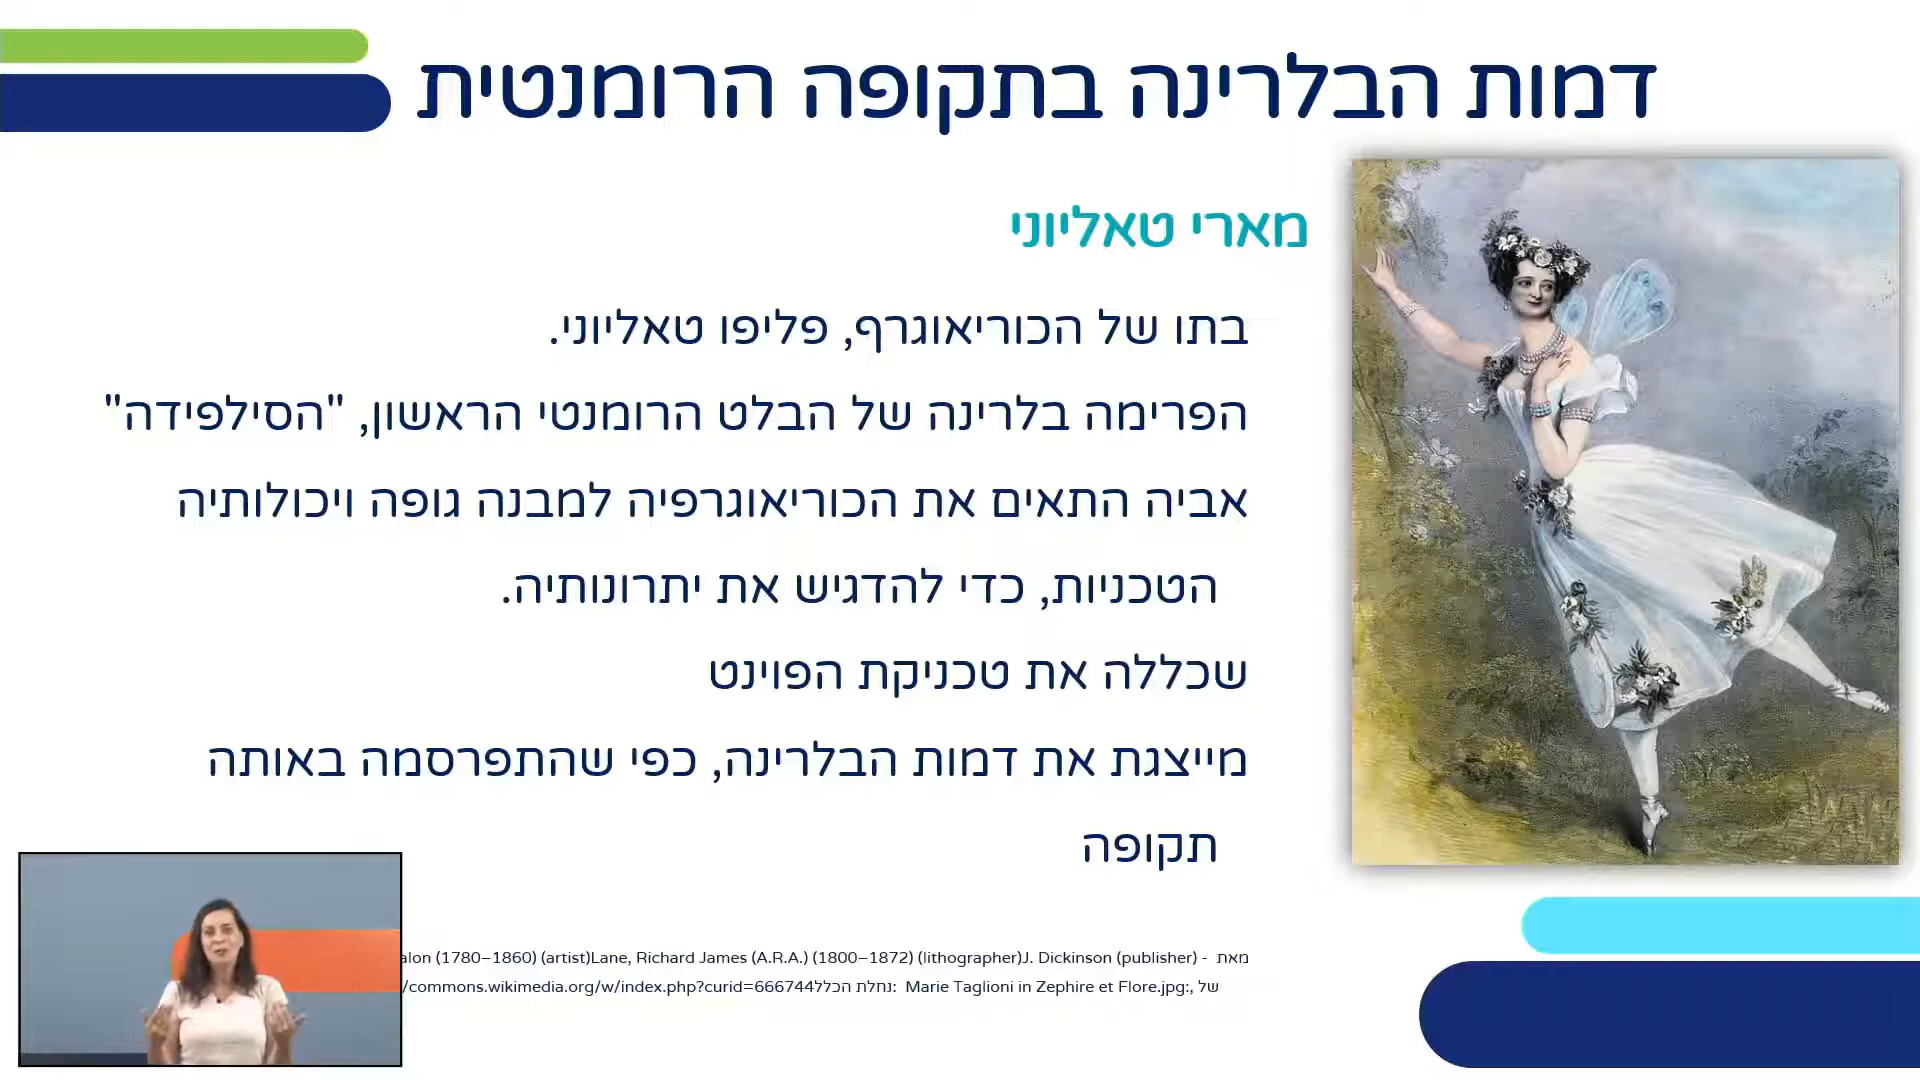 דמות הבלרינה בתקופה הרומנטית
מארי טאליוני
בתו של הכוריאוגרף, פליפו טאליוני.
הפרימה בלרינה של הבלט הרומנטי הראשון, "הסילפידה"
אביה התאים את הכוריאוגרפיה למבנה גופה ויכולותיה
הטכניות, כדי להדגיש את יתרונותיה.
שכללה את טכניקת הפוינט
מייצגת את דמות הבלרינה, כפי שהתפרסמה באותה
תקופה
מאת - alon (1780–1860) (artist)Lane, Richard James (A.R.A.) (1800–1872) (lithographer)J. Dickinson (publisher)
של ,:Marie Taglioni in Zephire et Flore.jpg :נחלת הכלל/commons.wikimedia.org/w/index.php?curid=666744